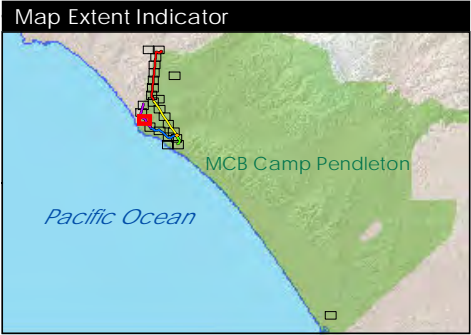 Map Extent Indicator
MCB Camp Pendleton
Pacific Ocean